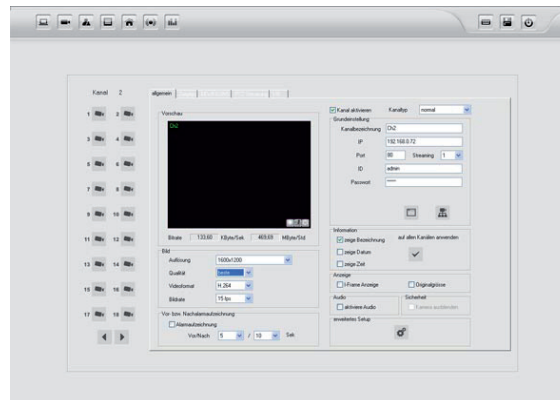 Kanal 2
allgemein
1 2
3 4
5 6
7 8
9 10
11 12
13 14
15 16
17 18
Vorschau
Ch2
Bitrate 133,60 KByte/Sek 469,69 MByte/Std
Bild
Auflösung 1600x1200
Qualität beste
Videoformat H.264
Bildrate 15 fps
Vor- bzw. Nachalarmaufzeichnung
Alarmaufzeichnung
Vor/Nach 5 / 10 Sek
Kanal aktivieren Kanaltyp normal
Grundeinstellung
Kanalbezeichnung Ch2
IP 192.168.0.72
Port 80 Streaming 1
ID admin
Passwort
Information
zeige Bezeichnung auf allen Kanälen anwenden
zeige Datum
zeige Zeit
Anzeige
I-Frame Anzeige Originalgrösse
Audio
aktiviere Audio
Sicherheit
Kamera ausblenden
erweitertes Setup